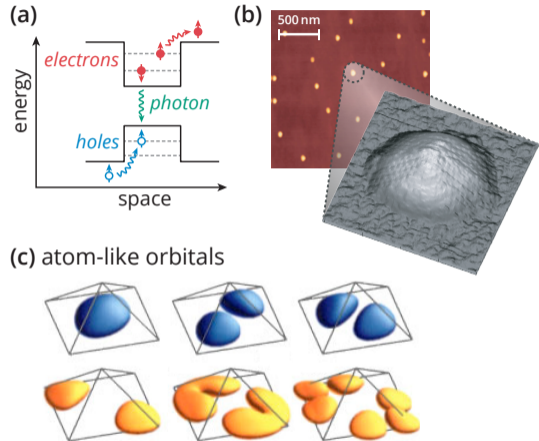 (a)
electrons
photon
holes
energy
space
(b)
500 nm
(c) atom-like orbitals